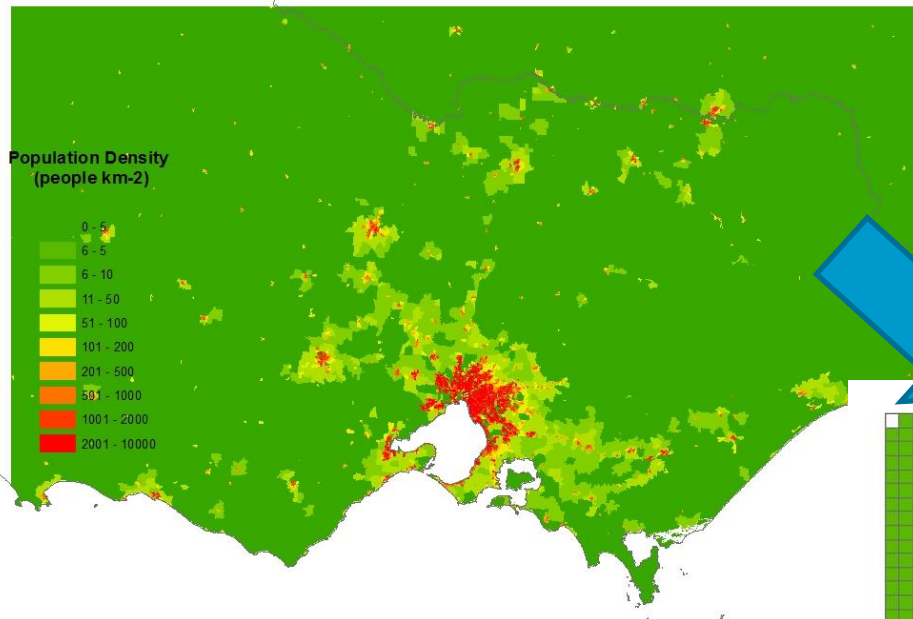 Population Density
(people km-2)
0 - 5
6 - 5
6 - 10
11 - 50
51 - 100
101 - 200
201 - 500
501 - 1000
1001 - 2000
2001 - 10000